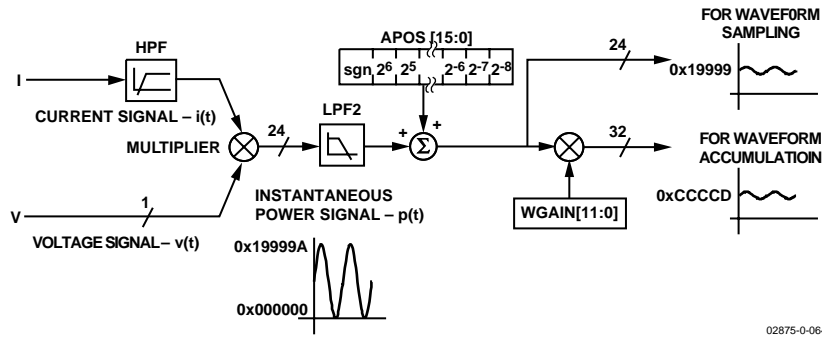 FOR WAVEF0RM
SAMPLING
APOS [15:0]
24
HPF
0x19999
sgn 2^6 2^5 2^-6 2^-7 2^-8
I
LPF2
CURRENT SIGNAL – i(t)
+ +
FOR WAVEFORM
ACCUMULATIOIN
MULTIPLIER
24
Σ
32
0xCCCCD
INSTANTANEOUS
POWER SIGNAL – p(t)
1
V
WGAIN[11:0]
VOLTAGE SIGNAL– v(t)
0x19999A
0x000000
02875-0-06